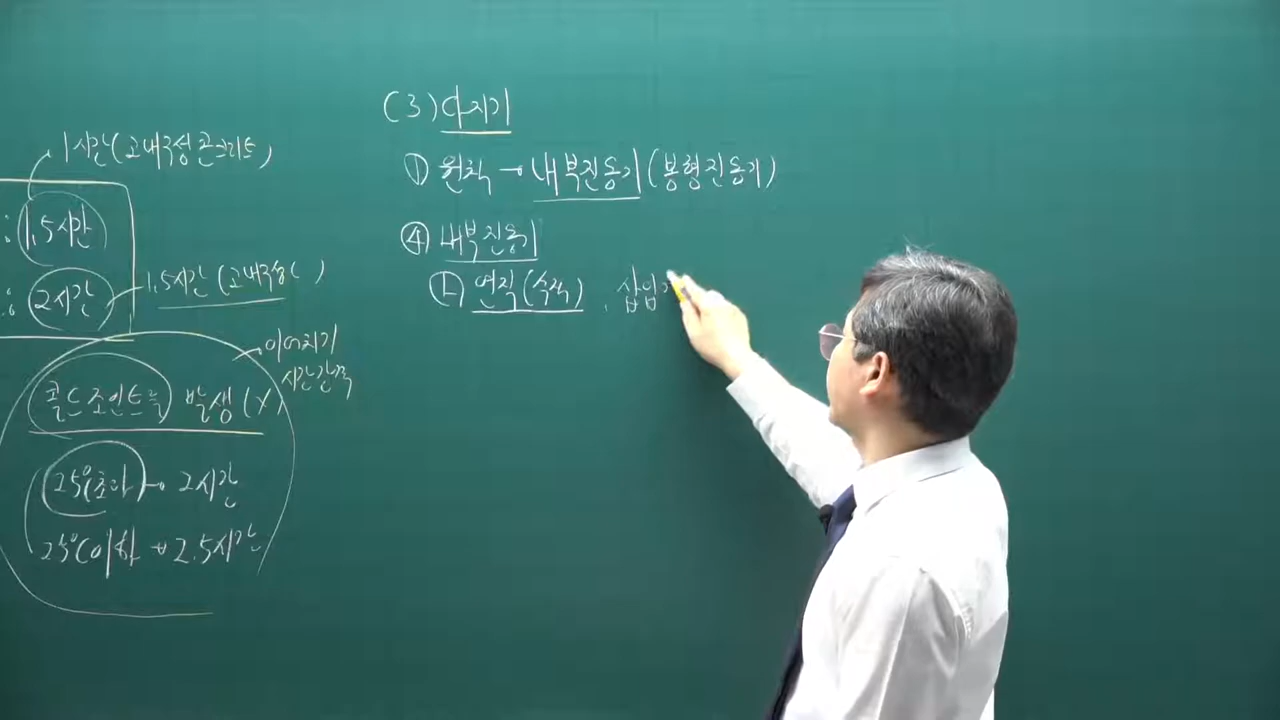 1시간(고내구성 콘크리트)
: 1.5시간
: 2시간
1.5시간(고내구성( )
이어치기
시간간격
콜드조인트 발생(X)
25℃초과 → 2시간
25℃이하 → 2.5시간
(3) 다지기
① 원칙 → 내부진동기(봉형진동기)
④ 내부진동기
연직(수직), 삽입